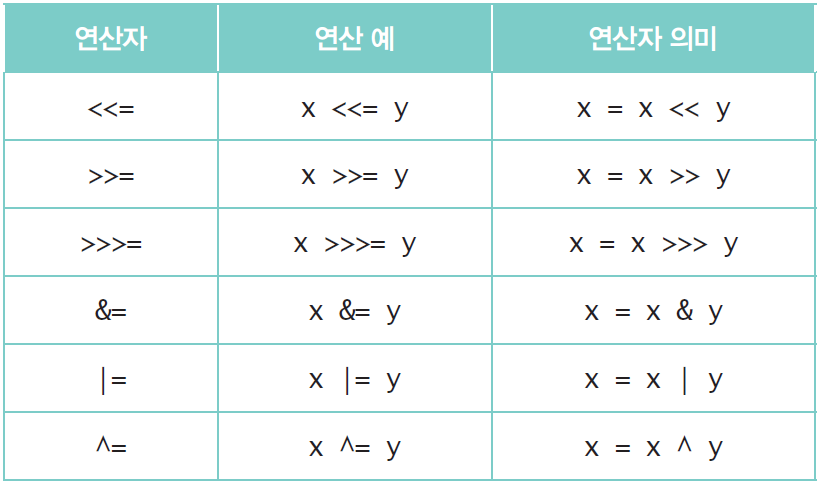 연산자 연산 예 연산자 의미
<<= x <<= y x = x << y
>>= x >>= y x = x >> y
>>>= x >>>= y x = x >>> y
&= x &= y x = x & y
|= x |= y x = x | y
^= x ^= y x = x ^ y